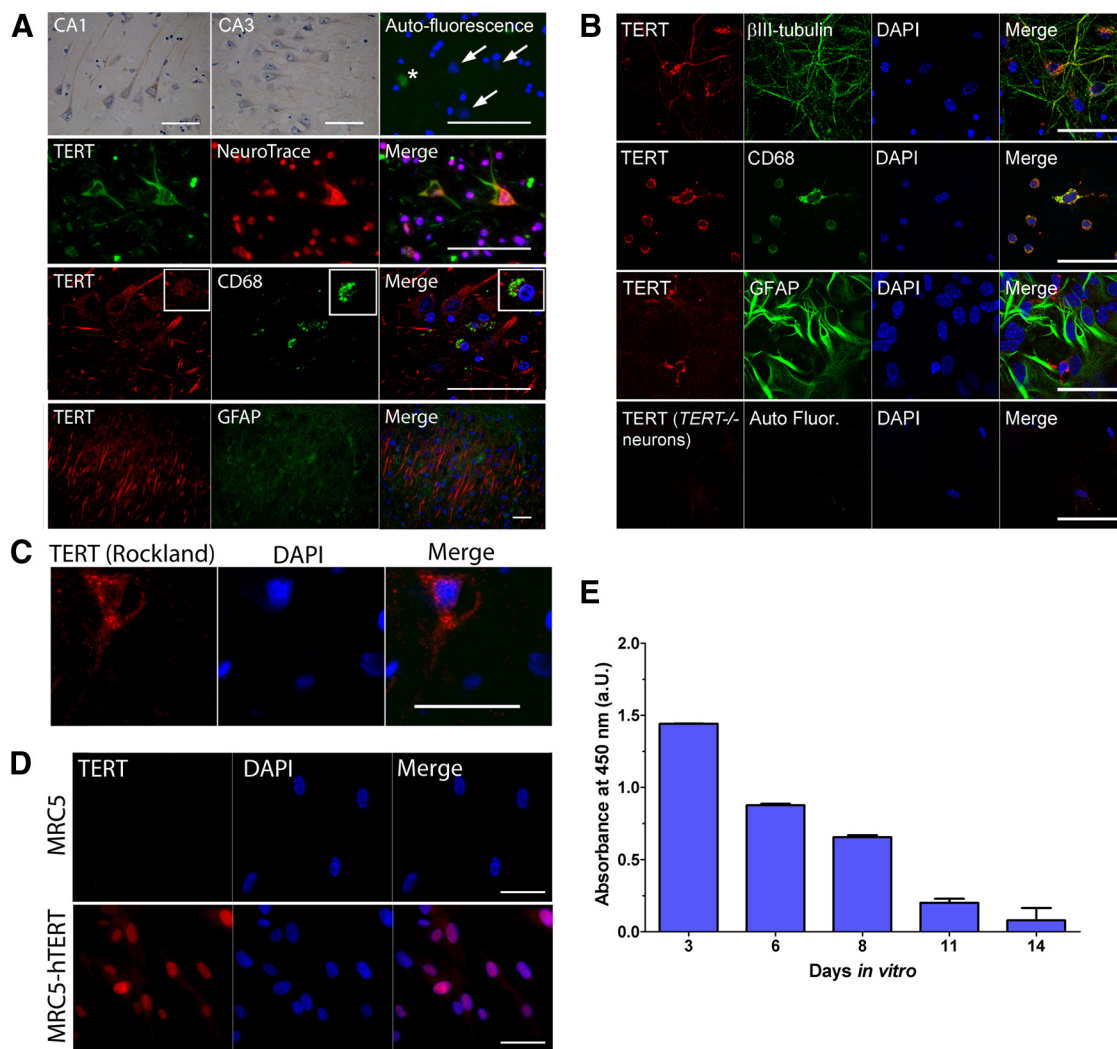 A
CA1
CA3
Auto-fluorescence
*
TERT
NeuroTrace
Merge
TERT
CD68
Merge
TERT
GFAP
Merge
B
TERT
βIII-tubulin
DAPI
Merge
TERT
CD68
DAPI
Merge
TERT
GFAP
DAPI
Merge
TERT (TERT-/-
neurons)
Auto Fluor.
DAPI
Merge
C
TERT (Rockland)
DAPI
Merge
D
MRC5
TERT
DAPI
Merge
MRC5-hTERT
E
Absorbance at 450 nm (a.U.)
2.0
1.5
1.0
0.5
0.0
3
6
8
11
14
Days in vitro